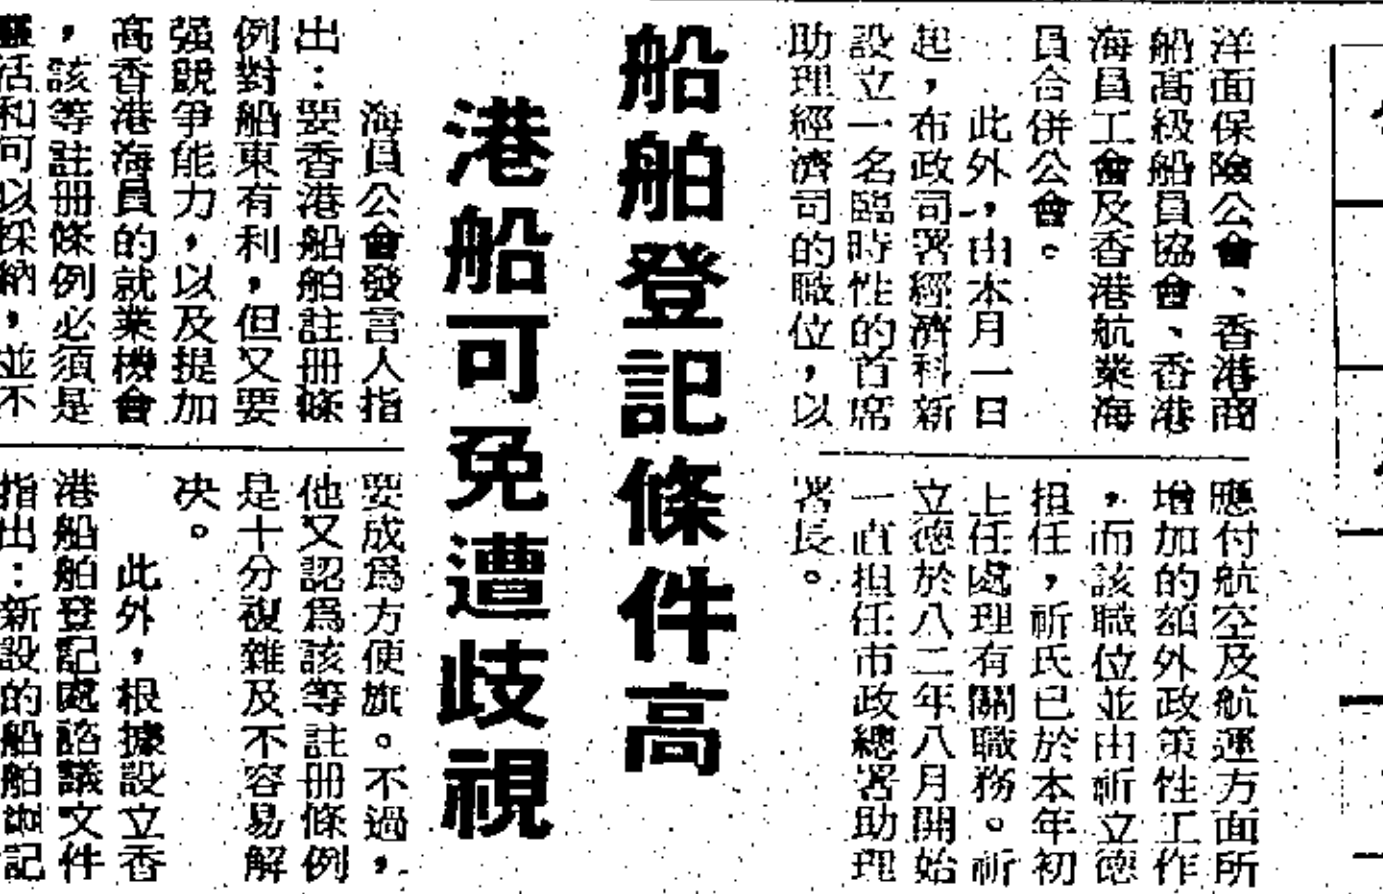 洋面保險公會、香港商
船高級船員協會、香港
海員工會及香港航業海
員合併公會。
此外，由本月一日
起，布政司署經濟科新
設立一名臨時性的首席
助理經濟司的職位，以
應付航空及航運方面所
增加的額外政策性工作
，而該職位並由祈立德
担任，祈氏已於本年初
上任處理有關職務。祈
立德於八二年八月開始
一直担任市政總署助理
署長。
船舶登記條件高
港船可免遭歧視
海員公會發言人指
出：要香港船舶註冊條
例對船東有利，但又要
强競爭能力，以及提加
高香港海員的就業機會
，該等註冊條例必須是
靈活和可以採納，並不
要成爲方便旗。不過，
他又認爲該等註冊條例
是十分複雜及不容易解
决。
此外，根據設立香
港船舶登記處諮議文件
指出：新設的船舶登記